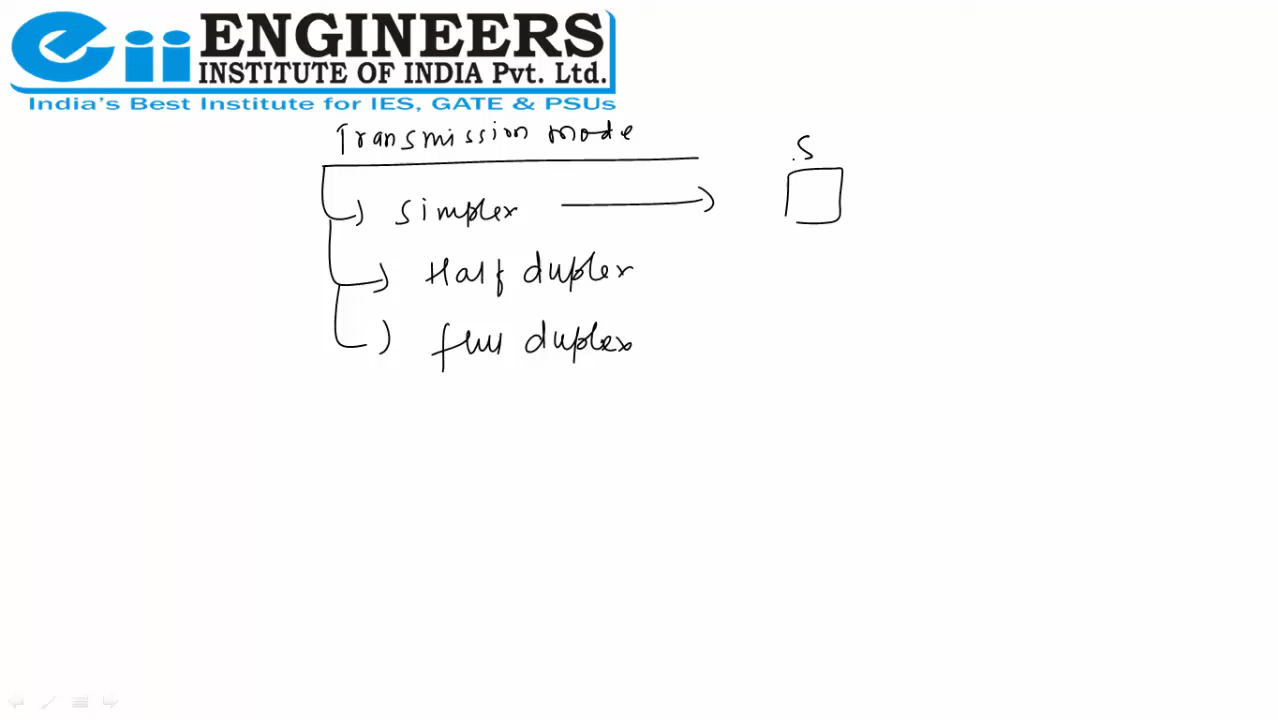 eii ENGINEERS
INSTITUTE OF INDIA Pvt. Ltd.
India's Best Institute for IES, GATE & PSUs
Transmission mode
S
Simplex
Half duplex
full duplex